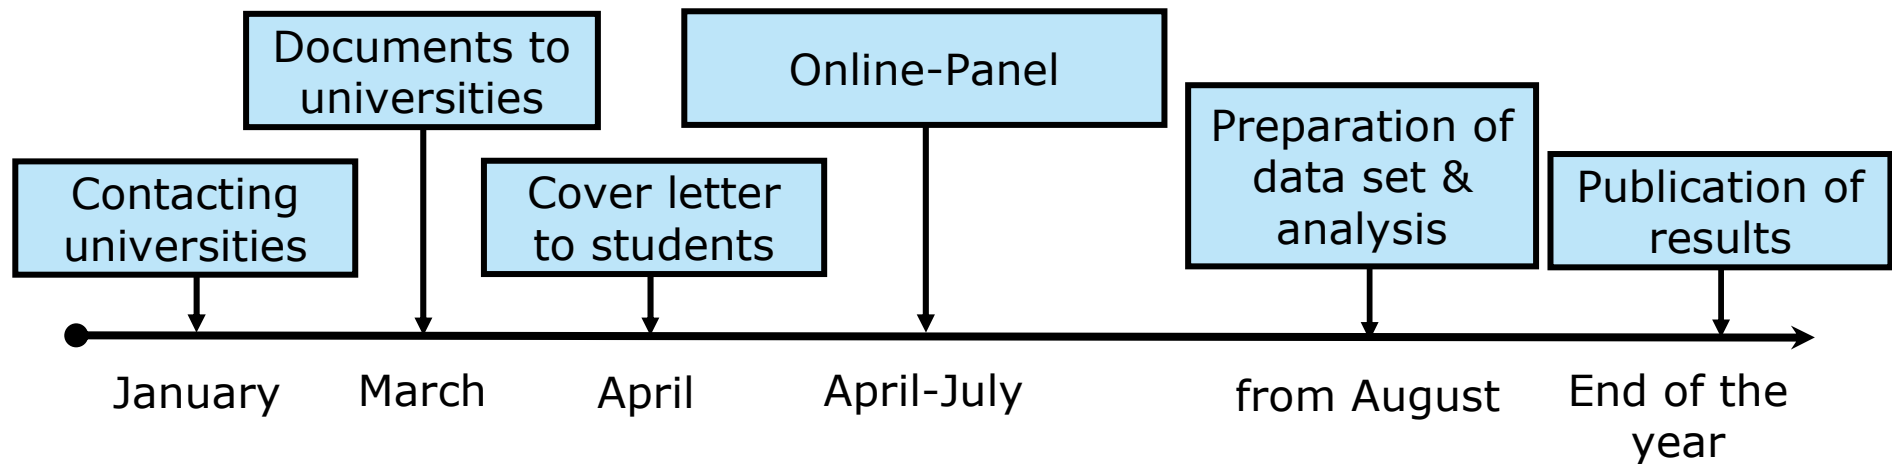 Documents to
universities
Online-Panel
Preparation of
data set &
analysis
Contacting
universities
Cover letter
to students
Publication of
results
January
March
April
April-July
from August
End of the
year